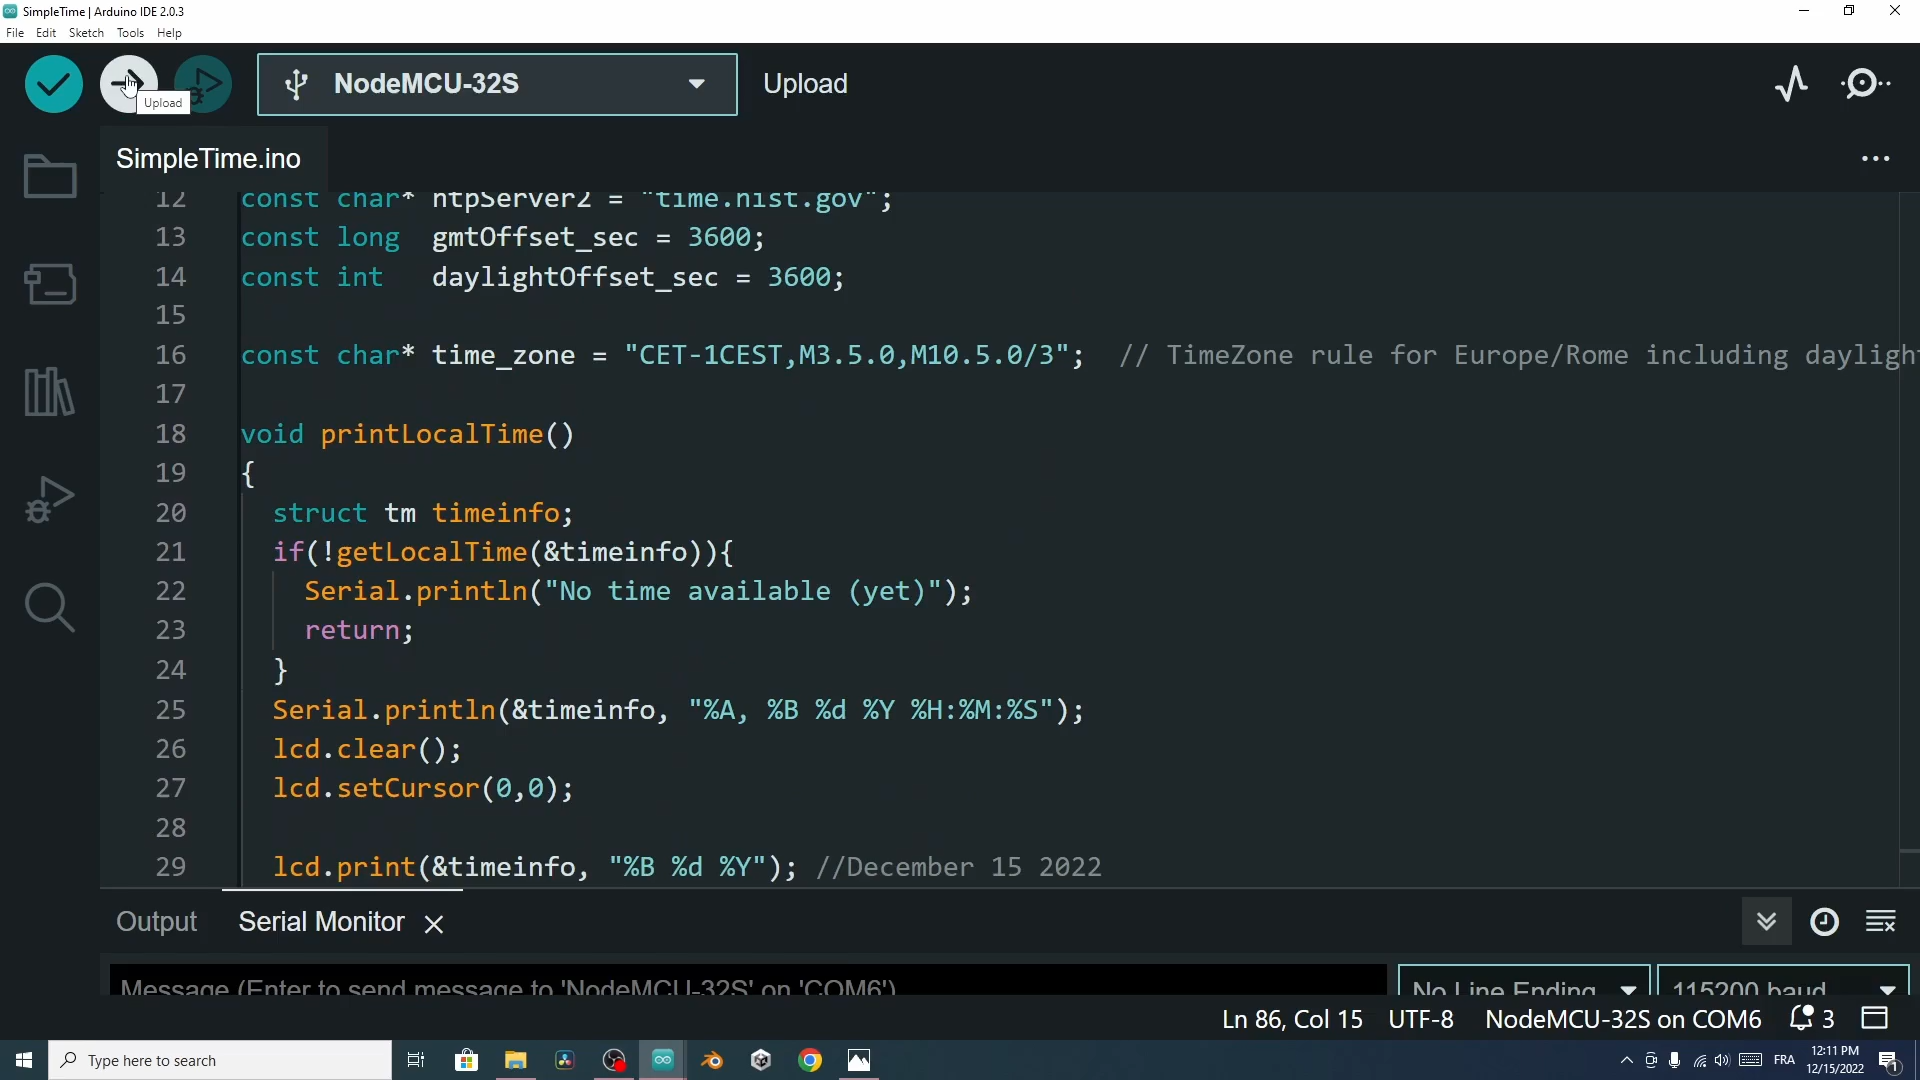 SimpleTime | Arduino IDE 2.0.3
File Edit Sketch Tools Help
NodeMCU-32S
Upload
Upload
SimpleTime.ino
12 const char* ntpServer2 = "time.nist.gov";
13 const long  gmtOffset_sec = 3600;
14 const int   daylightOffset_sec = 3600;
15
16 const char* time_zone = "CET-1CEST,M3.5.0,M10.5.0/3";  // TimeZone rule for Europe/Rome including dayligh
17
18 void printLocalTime()
19 {
20   struct tm timeinfo;
21   if(!getLocalTime(&timeinfo)){
22     Serial.println("No time available (yet)");
23     return;
24   }
25   Serial.println(&timeinfo, "%A, %B %d %Y %H:%M:%S");
26   lcd.clear();
27   lcd.setCursor(0,0);
28
29   lcd.print(&timeinfo, "%B %d %Y"); //December 15 2022
Output Serial Monitor
Message (Enter to send message to 'NodeMCU-32S' on 'COM6')
No Line Ending 115200 baud
Ln 86, Col 15 UTF-8 NodeMCU-32S on COM6 3
Type here to search
FRA
12:11 PM
12/15/2022
1